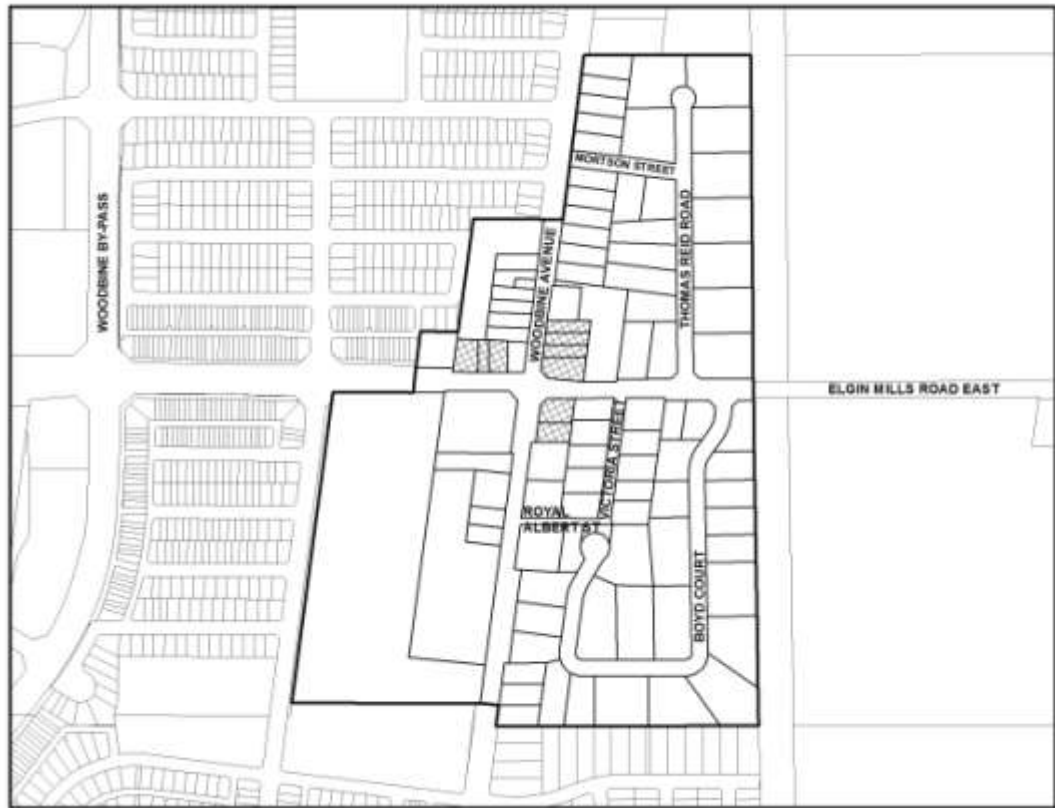 MORTSON STREET
WOODBINE BY-PASS
WOODBINE AVENUE
THOMAS REID ROAD
ELGIN MILLS ROAD EAST
VICTORIA STREET
ROYAL
ALBERT ST
BOYD COURT